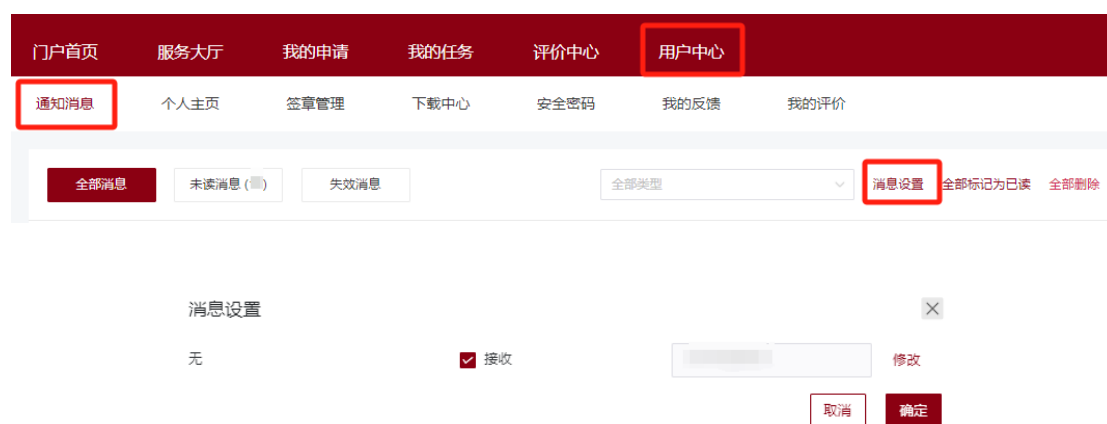 门户首页 服务大厅 我的申请 我的任务 评价中心 用户中心
通知消息 个人主页 签章管理 下载中心 安全密码 我的反馈 我的评价
全部消息 未读消息 ( ) 失效消息 全部类型 消息设置 全部标记为已读 全部删除
消息设置
无 接收 修改
取消 确定